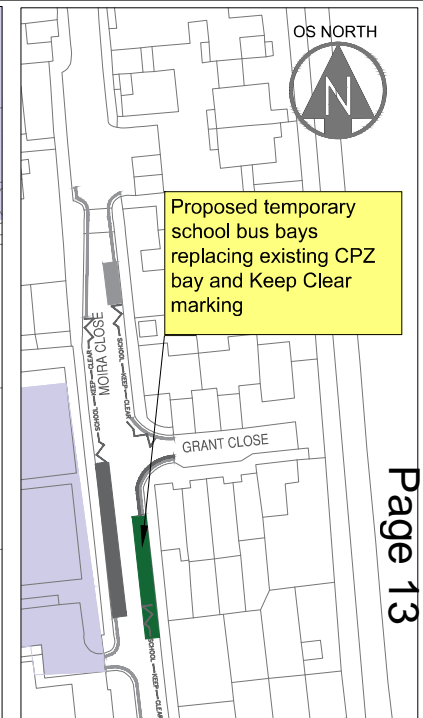 OS NORTH
N
Proposed temporary
school bus bays
replacing existing CPZ
bay and Keep Clear
marking
MOIRA CLOSE
SCHOOL KEEP CLEAR
SCHOOL KEEP CLEAR
GRANT CLOSE
Page 13
SCHOOL KEEP CLEAR